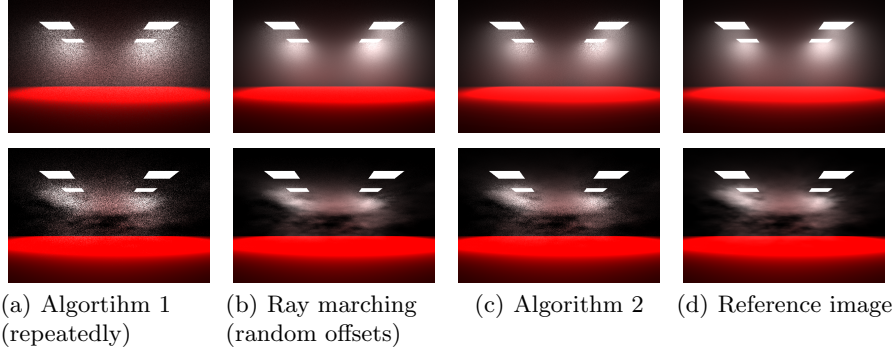 (a) Algortihm 1
(repeatedly)
(b) Ray marching
(random offsets)
(c) Algorithm 2
(d) Reference image